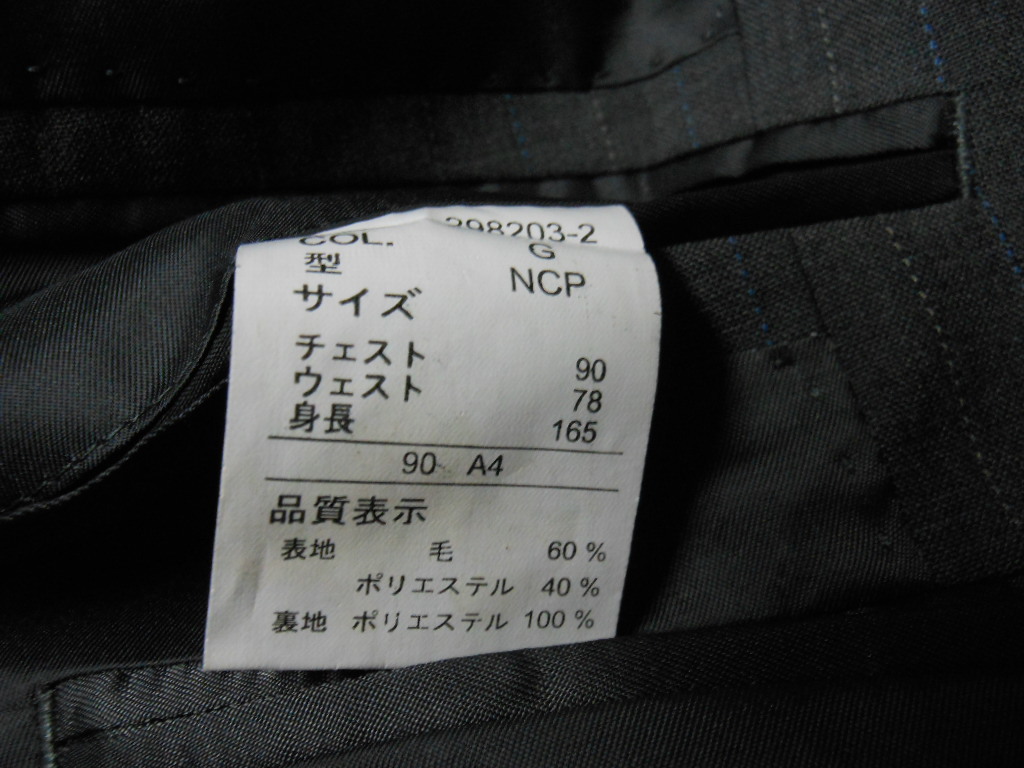 298203-2
COL. G
型 NCP
サイズ
チェスト 90
ウェスト 78
身長 165
90 A4
品質表示
表地 毛 60 %
ポリエステル 40 %
裏地 ポリエステル 100 %